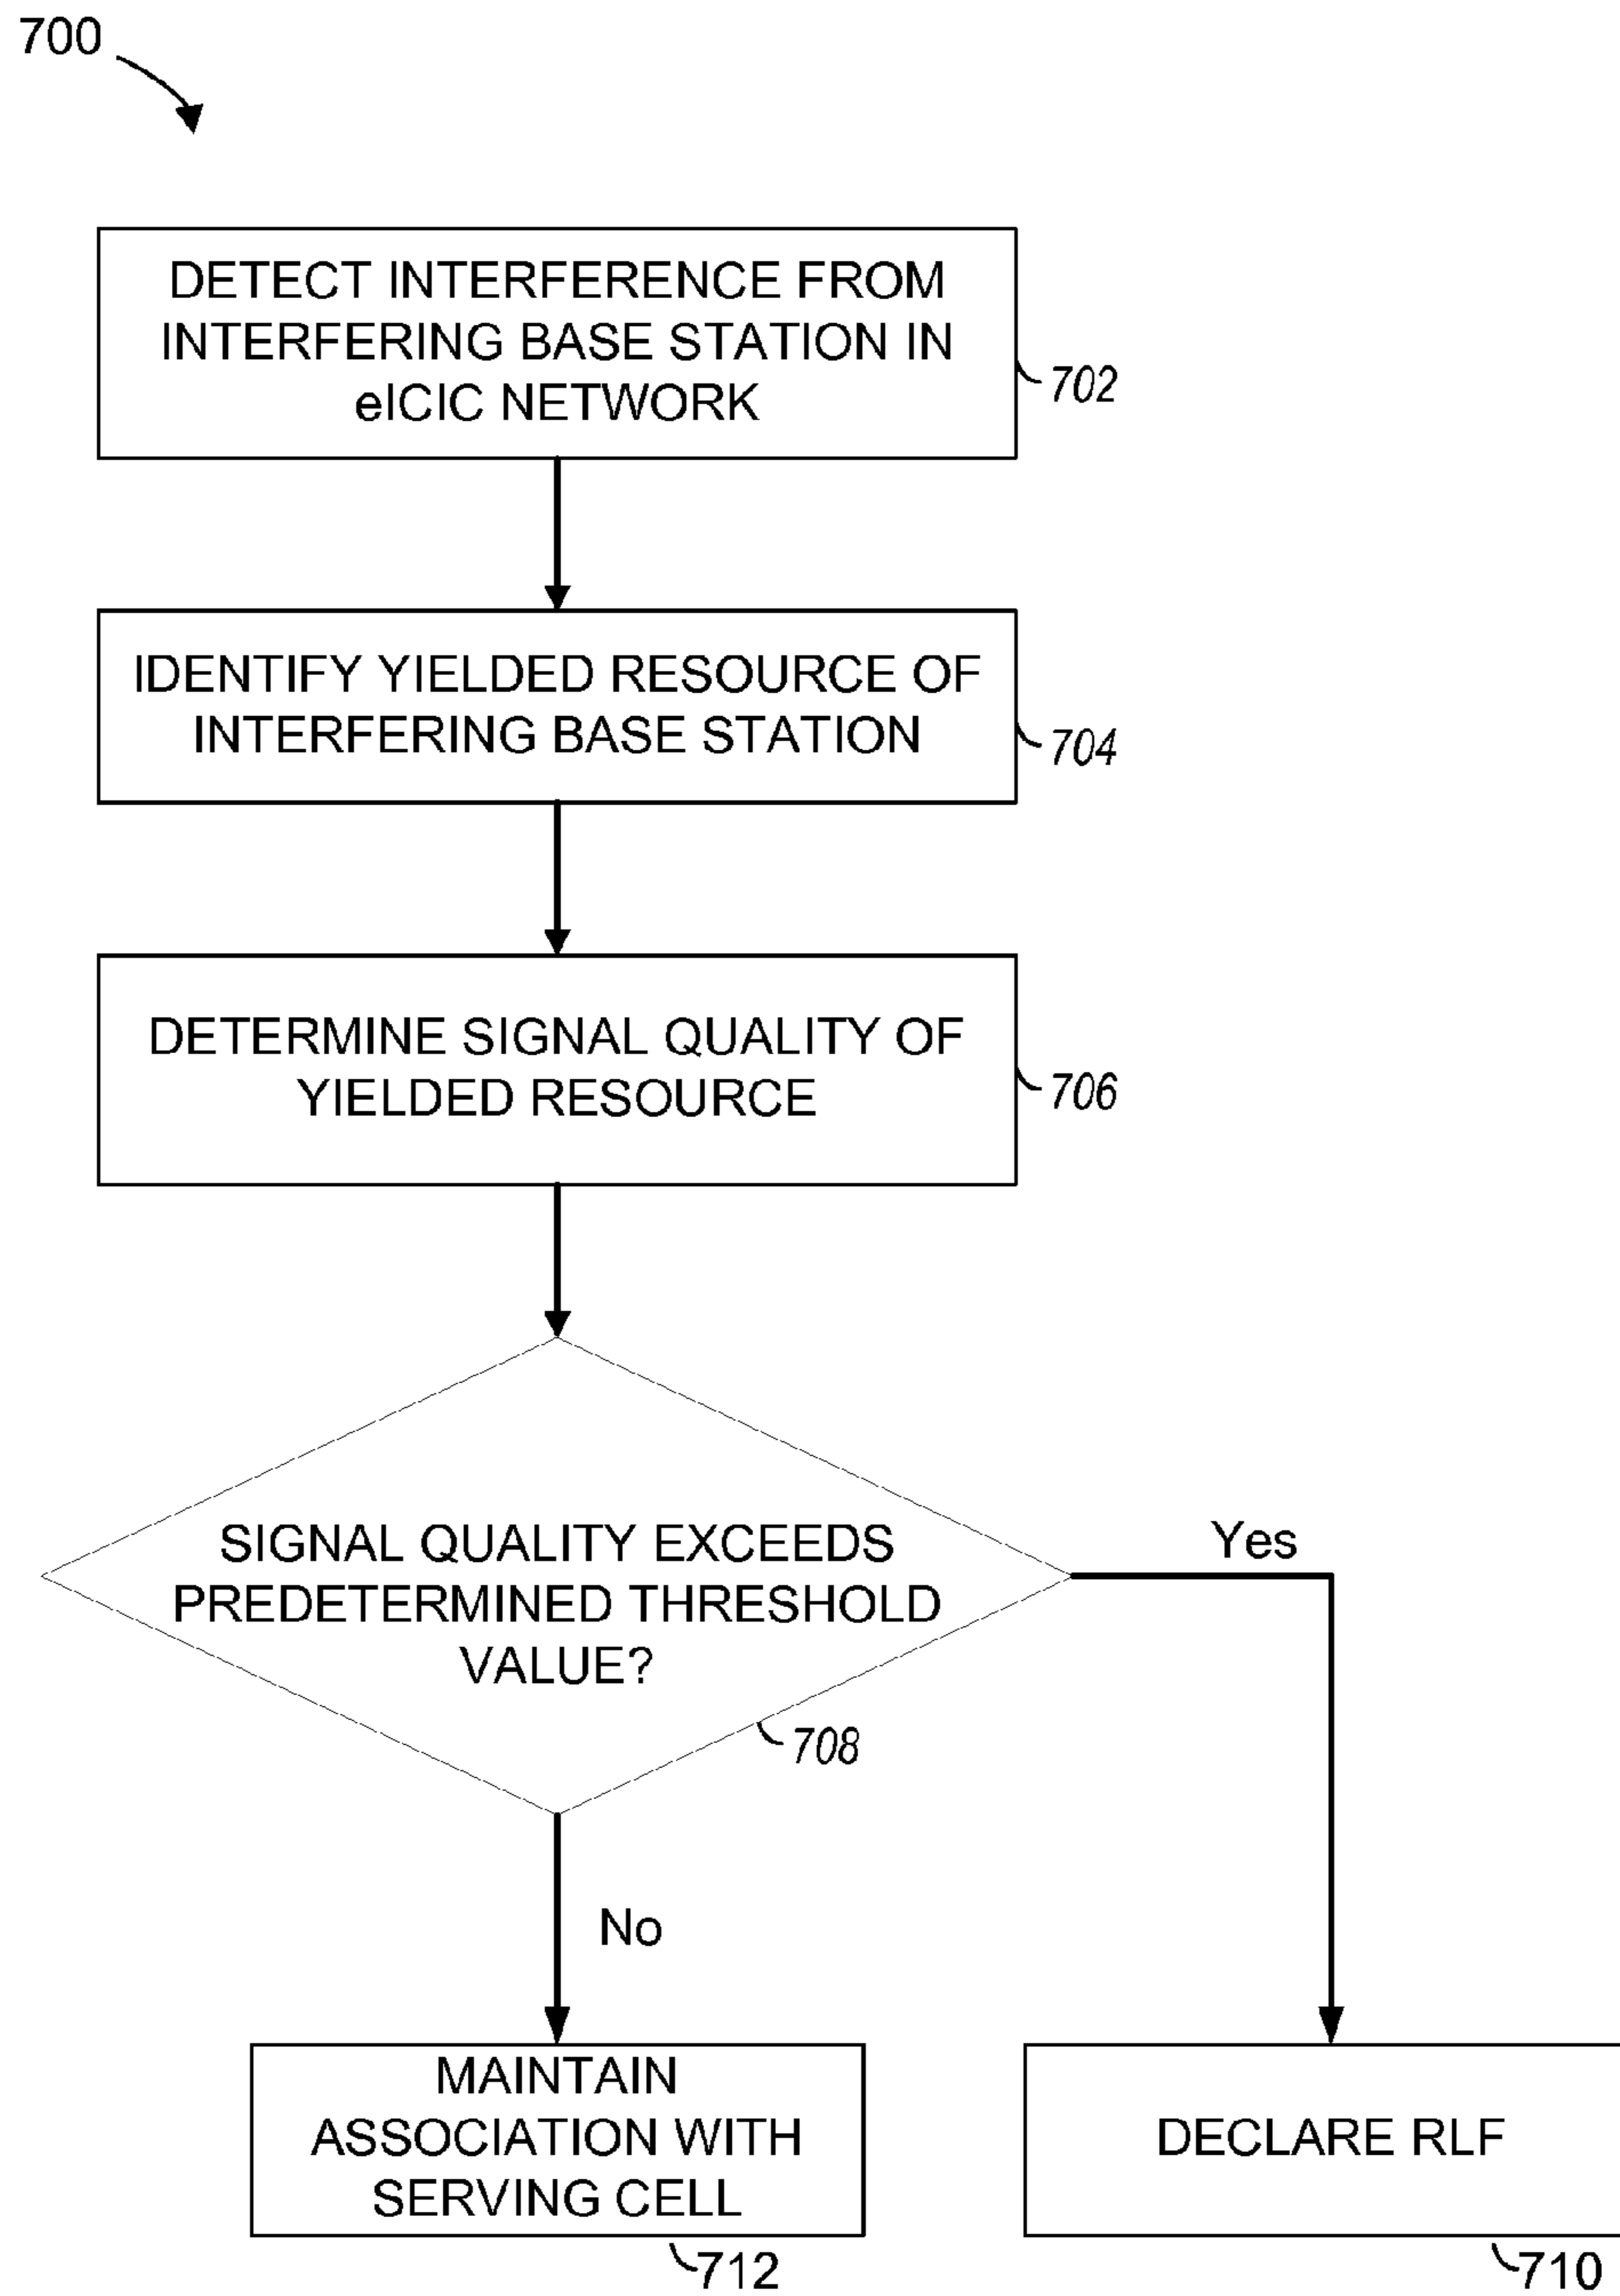 700
DETECT INTERFERENCE FROM
INTERFERING BASE STATION IN
eICIC NETWORK
702
IDENTIFY YIELDED RESOURCE OF
INTERFERING BASE STATION
704
DETERMINE SIGNAL QUALITY OF
YIELDED RESOURCE
706
SIGNAL QUALITY EXCEEDS
PREDETERMINED THRESHOLD
VALUE?
708
Yes
No
MAINTAIN
ASSOCIATION WITH
SERVING CELL
712
DECLARE RLF
710